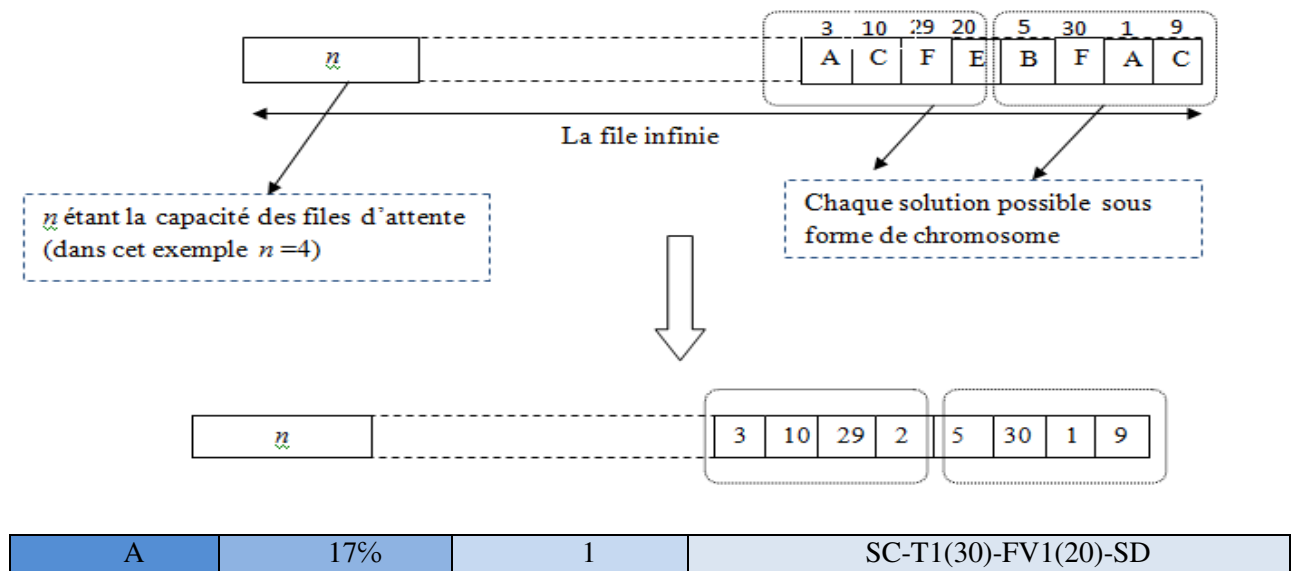 3 10 29 20 5 30 1 9
n A C F E B F A C
La file infinie
n étant la capacité des files d'attente
(dans cet exemple n =4)
Chaque solution possible sous
forme de chromosome
n 3 10 29 2 5 30 1 9
A 17% 1 SC-T1(30)-FV1(20)-SD